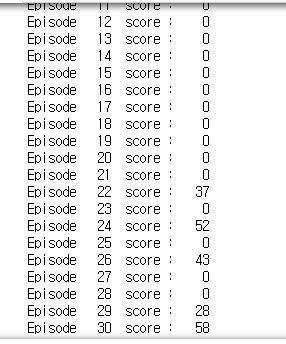 Episode 11 score : 0
Episode 12 score : 0
Episode 13 score : 0
Episode 14 score : 0
Episode 15 score : 0
Episode 16 score : 0
Episode 17 score : 0
Episode 18 score : 0
Episode 19 score : 0
Episode 20 score : 0
Episode 21 score : 0
Episode 22 score : 37
Episode 23 score : 0
Episode 24 score : 52
Episode 25 score : 0
Episode 26 score : 43
Episode 27 score : 0
Episode 28 score : 0
Episode 29 score : 28
Episode 30 score : 58